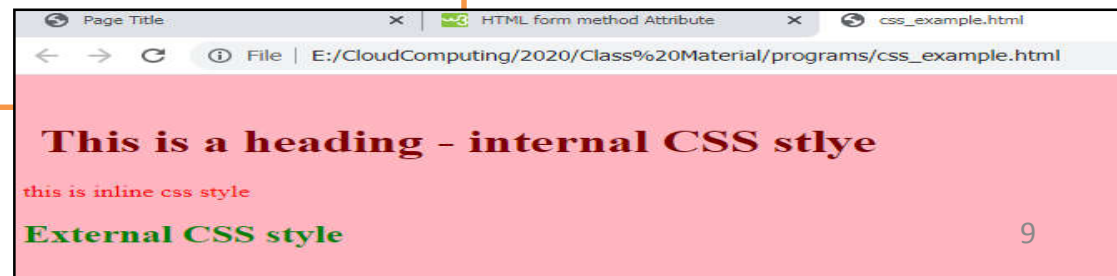 Page Title HTML form method Attribute css_example.html
File | E:/CloudComputing/2020/Class%20Material/programs/css_example.html
This is a heading - internal CSS stlye
this is inline css style
External CSS style
9